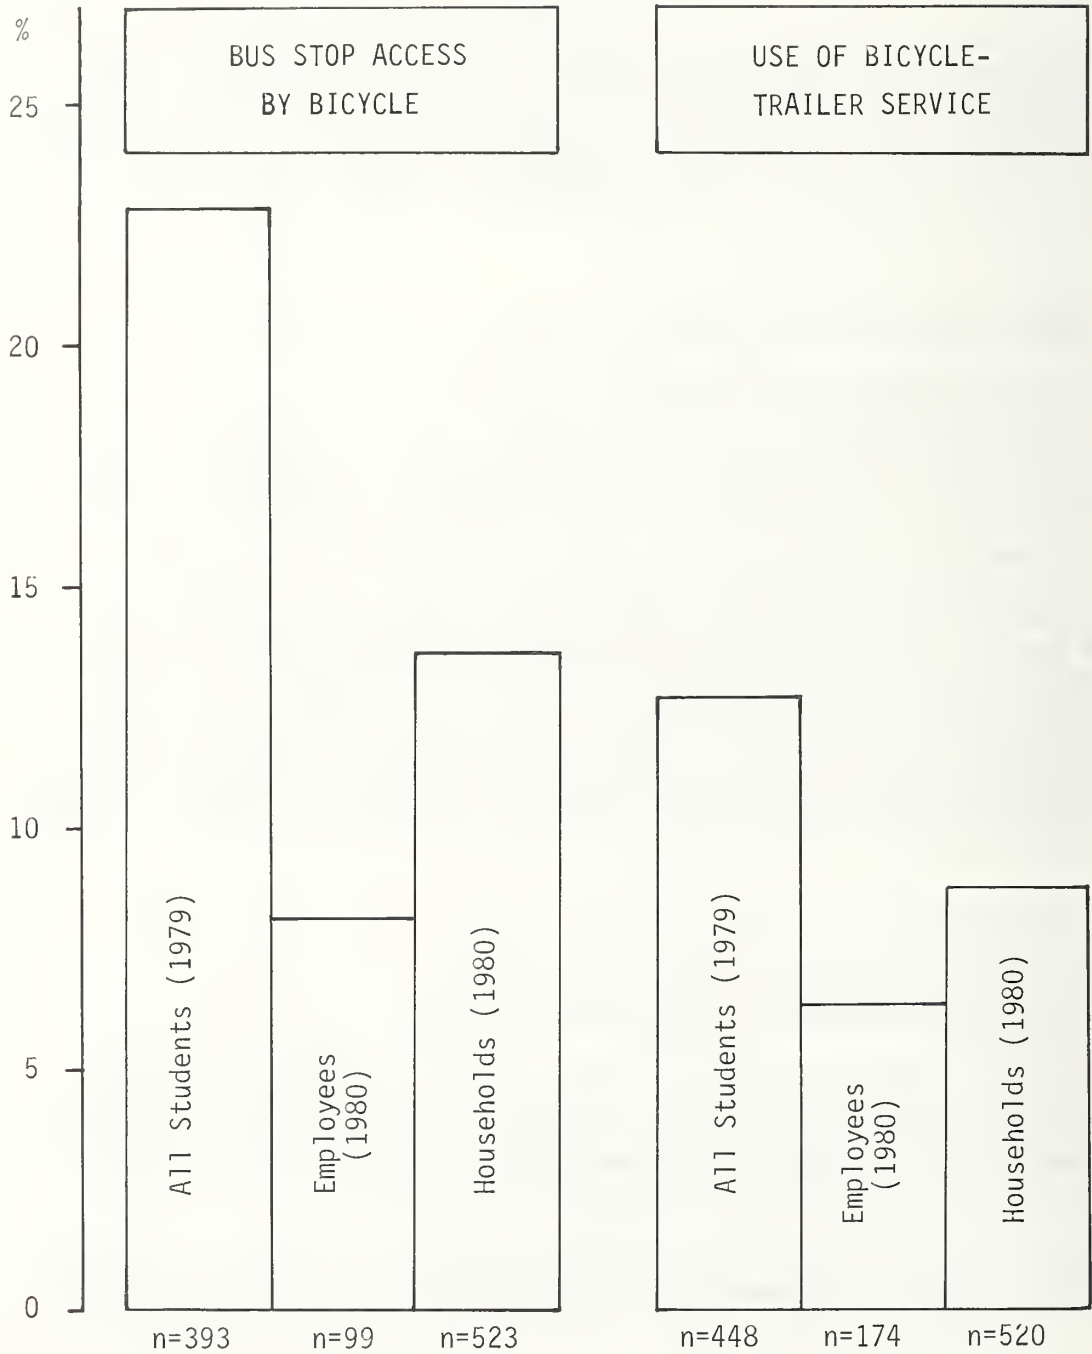 %
25
20
15
10
5
0
BUS STOP ACCESS
BY BICYCLE
All Students (1979)
Employees
(1980)
Households (1980)
n=393
n=99
n=523
USE OF BICYCLE-
TRAILER SERVICE
All Students (1979)
Employees
(1980)
Households (1980)
n=448
n=174
n=520